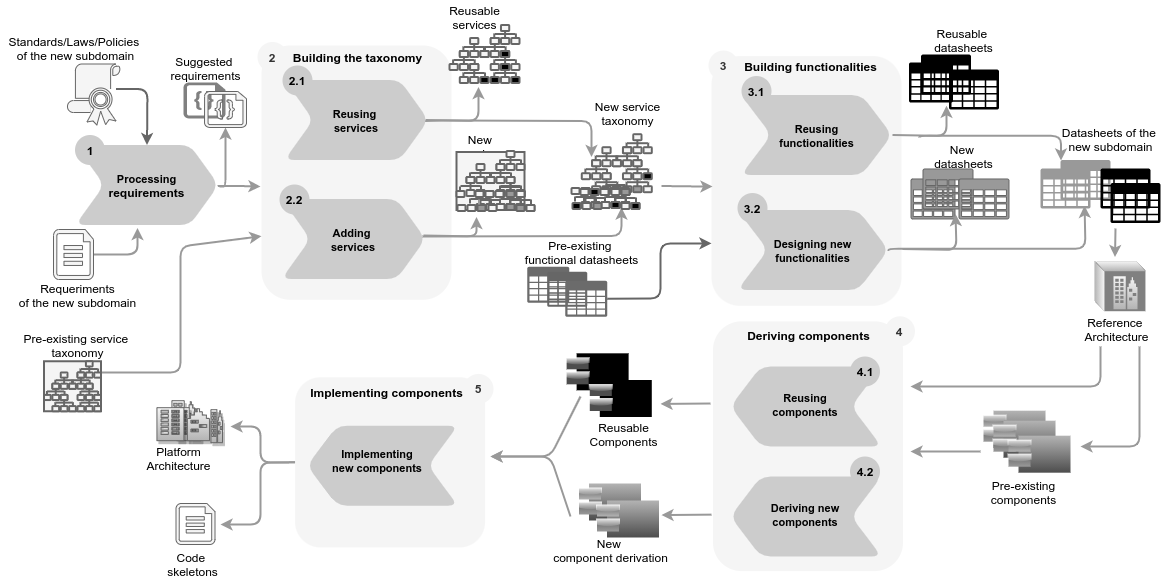 Standards/Laws/Policies
of the new subdomain
Suggested
requirements
{ }
{ }
1
Processing
requirements
Requeriments
of the new subdomain
Pre-existing service
taxonomy
2
Building the taxonomy
2.1
Reusing
services
2.2
Adding
services
Reusable
services
New
New service
taxonomy
Pre-existing
functional datasheets
3
Building functionalities
3.1
Reusing
functionalities
3.2
Designing new
functionalities
Reusable
datasheets
New
datasheets
Datasheets of the
new subdomain
Reference
Architecture
Deriving components
4
4.1
Reusing
components
4.2
Deriving new
components
Pre-existing
components
Reusable
Components
New
component derivation
Implementing components
5
Implementing
new components
Platform
Architecture
Code
skeletons